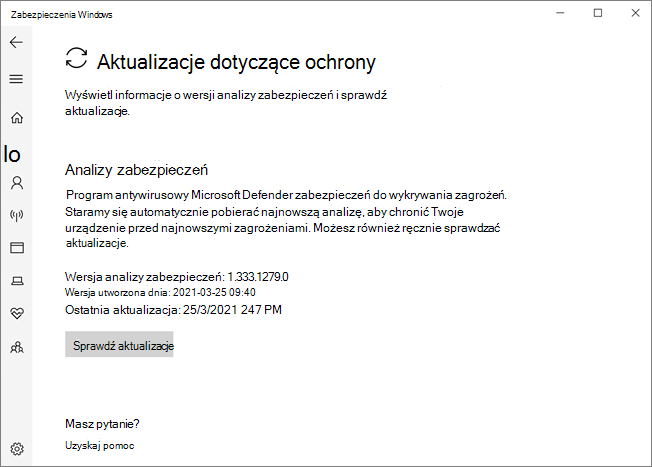 Zabezpieczenia Windows
Aktualizacje dotyczące ochrony
Wyświetl informacje o wersji analizy zabezpieczeń i sprawdź
aktualizacje.
lo
Analizy zabezpieczeń
Program antywirusowy Microsoft Defender zabezpieczeń do wykrywania zagrożeń.
Staramy się automatycznie pobierać najnowszą analizę, aby chronić Twoje
urządzenie przed najnowszymi zagrożeniami. Możesz również ręcznie sprawdzać
aktualizacje.
Wersja analizy zabezpieczeń: 1.333.1279.0
Wersja utworzona dnia: 2021-03-25 09:40
Ostatnia aktualizacja: 25/3/2021 247 PM
Sprawdź aktualizacje
Masz pytanie?
Uzyskaj pomoc